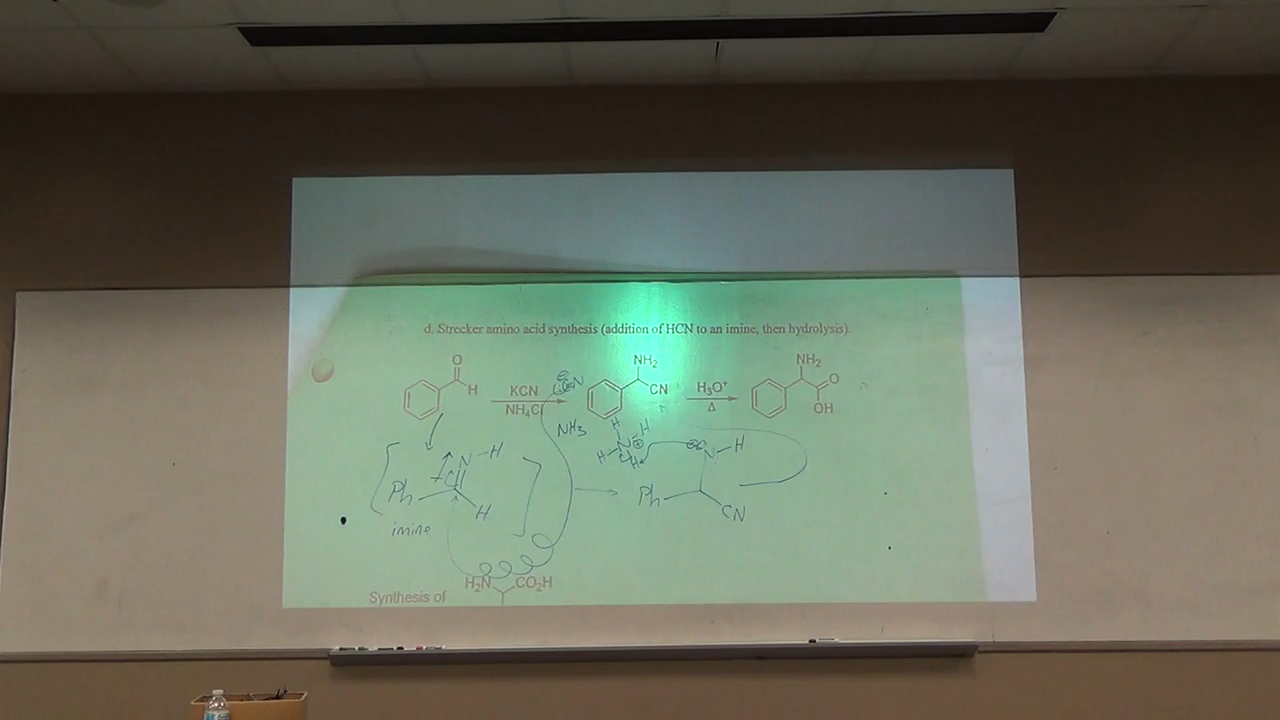 d. Strecker amino acid synthesis (addition of HCN to an imine, then hydrolysis).
O
H
KCN
NH₄Cl
NH₂
CN
H₃O⁺
Δ
NH₂
O
OH
⊖
C≡N
NH₃
H
H
H
N
⊕
H
N-H
Ph
H
imine
⊖
N-H
Ph
CN
Synthesis of
H₂N
CO₂H